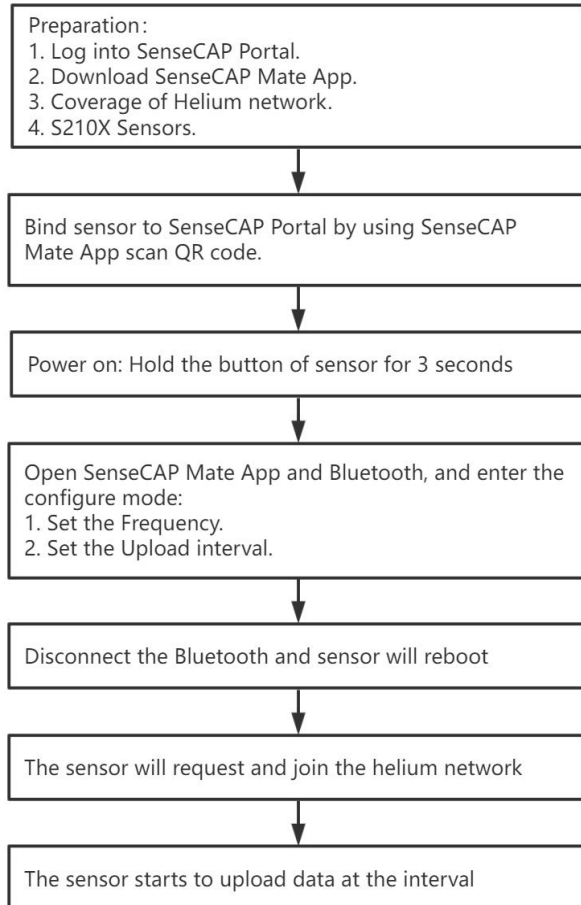 Preparation：
1. Log into SenseCAP Portal.
2. Download SenseCAP Mate App.
3. Coverage of Helium network.
4. S210X Sensors.
Bind sensor to SenseCAP Portal by using SenseCAP
Mate App scan QR code.
Power on: Hold the button of sensor for 3 seconds
Open SenseCAP Mate App and Bluetooth, and enter the
configure mode:
1. Set the Frequency.
2. Set the Upload interval.
Disconnect the Bluetooth and sensor will reboot
The sensor will request and join the helium network
The sensor starts to upload data at the interval